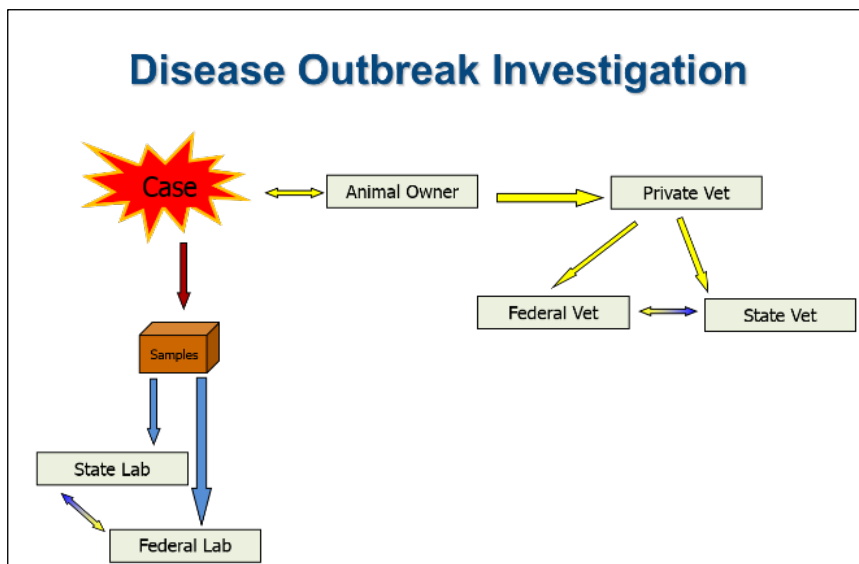 Disease Outbreak Investigation
Case
Animal Owner
Private Vet
Federal Vet
State Vet
Samples
State Lab
Federal Lab